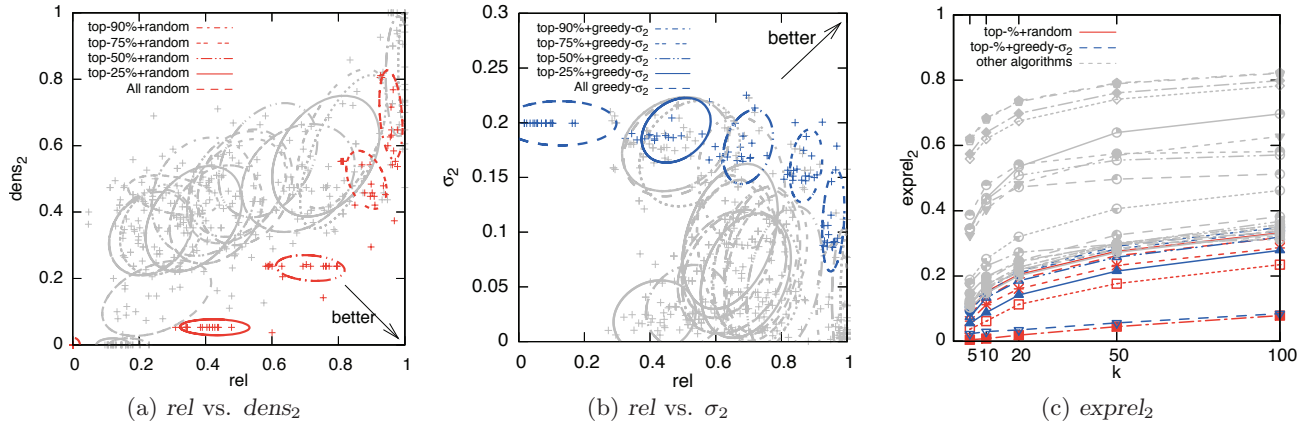 1
0.8
0.6
0.4
0.2
0
dens₂
top-90%+random
top-75%+random
top-50%+random
top-25%+random
All random
better
0 0.2 0.4 0.6 0.8 1
rel
(a) rel vs. dens₂
0.3
0.25
0.2
0.15
0.1
0.05
0
σ₂
top-90%+greedy-σ₂
top-75%+greedy-σ₂
top-50%+greedy-σ₂
top-25%+greedy-σ₂
All greedy-σ₂
better
0 0.2 0.4 0.6 0.8 1
rel
(b) rel vs. σ₂
1
0.8
0.6
0.4
0.2
0
exprel₂
top-%+random
top-%+greedy-σ₂
other algorithms
5 10 20 50 100
k
(c) exprel₂